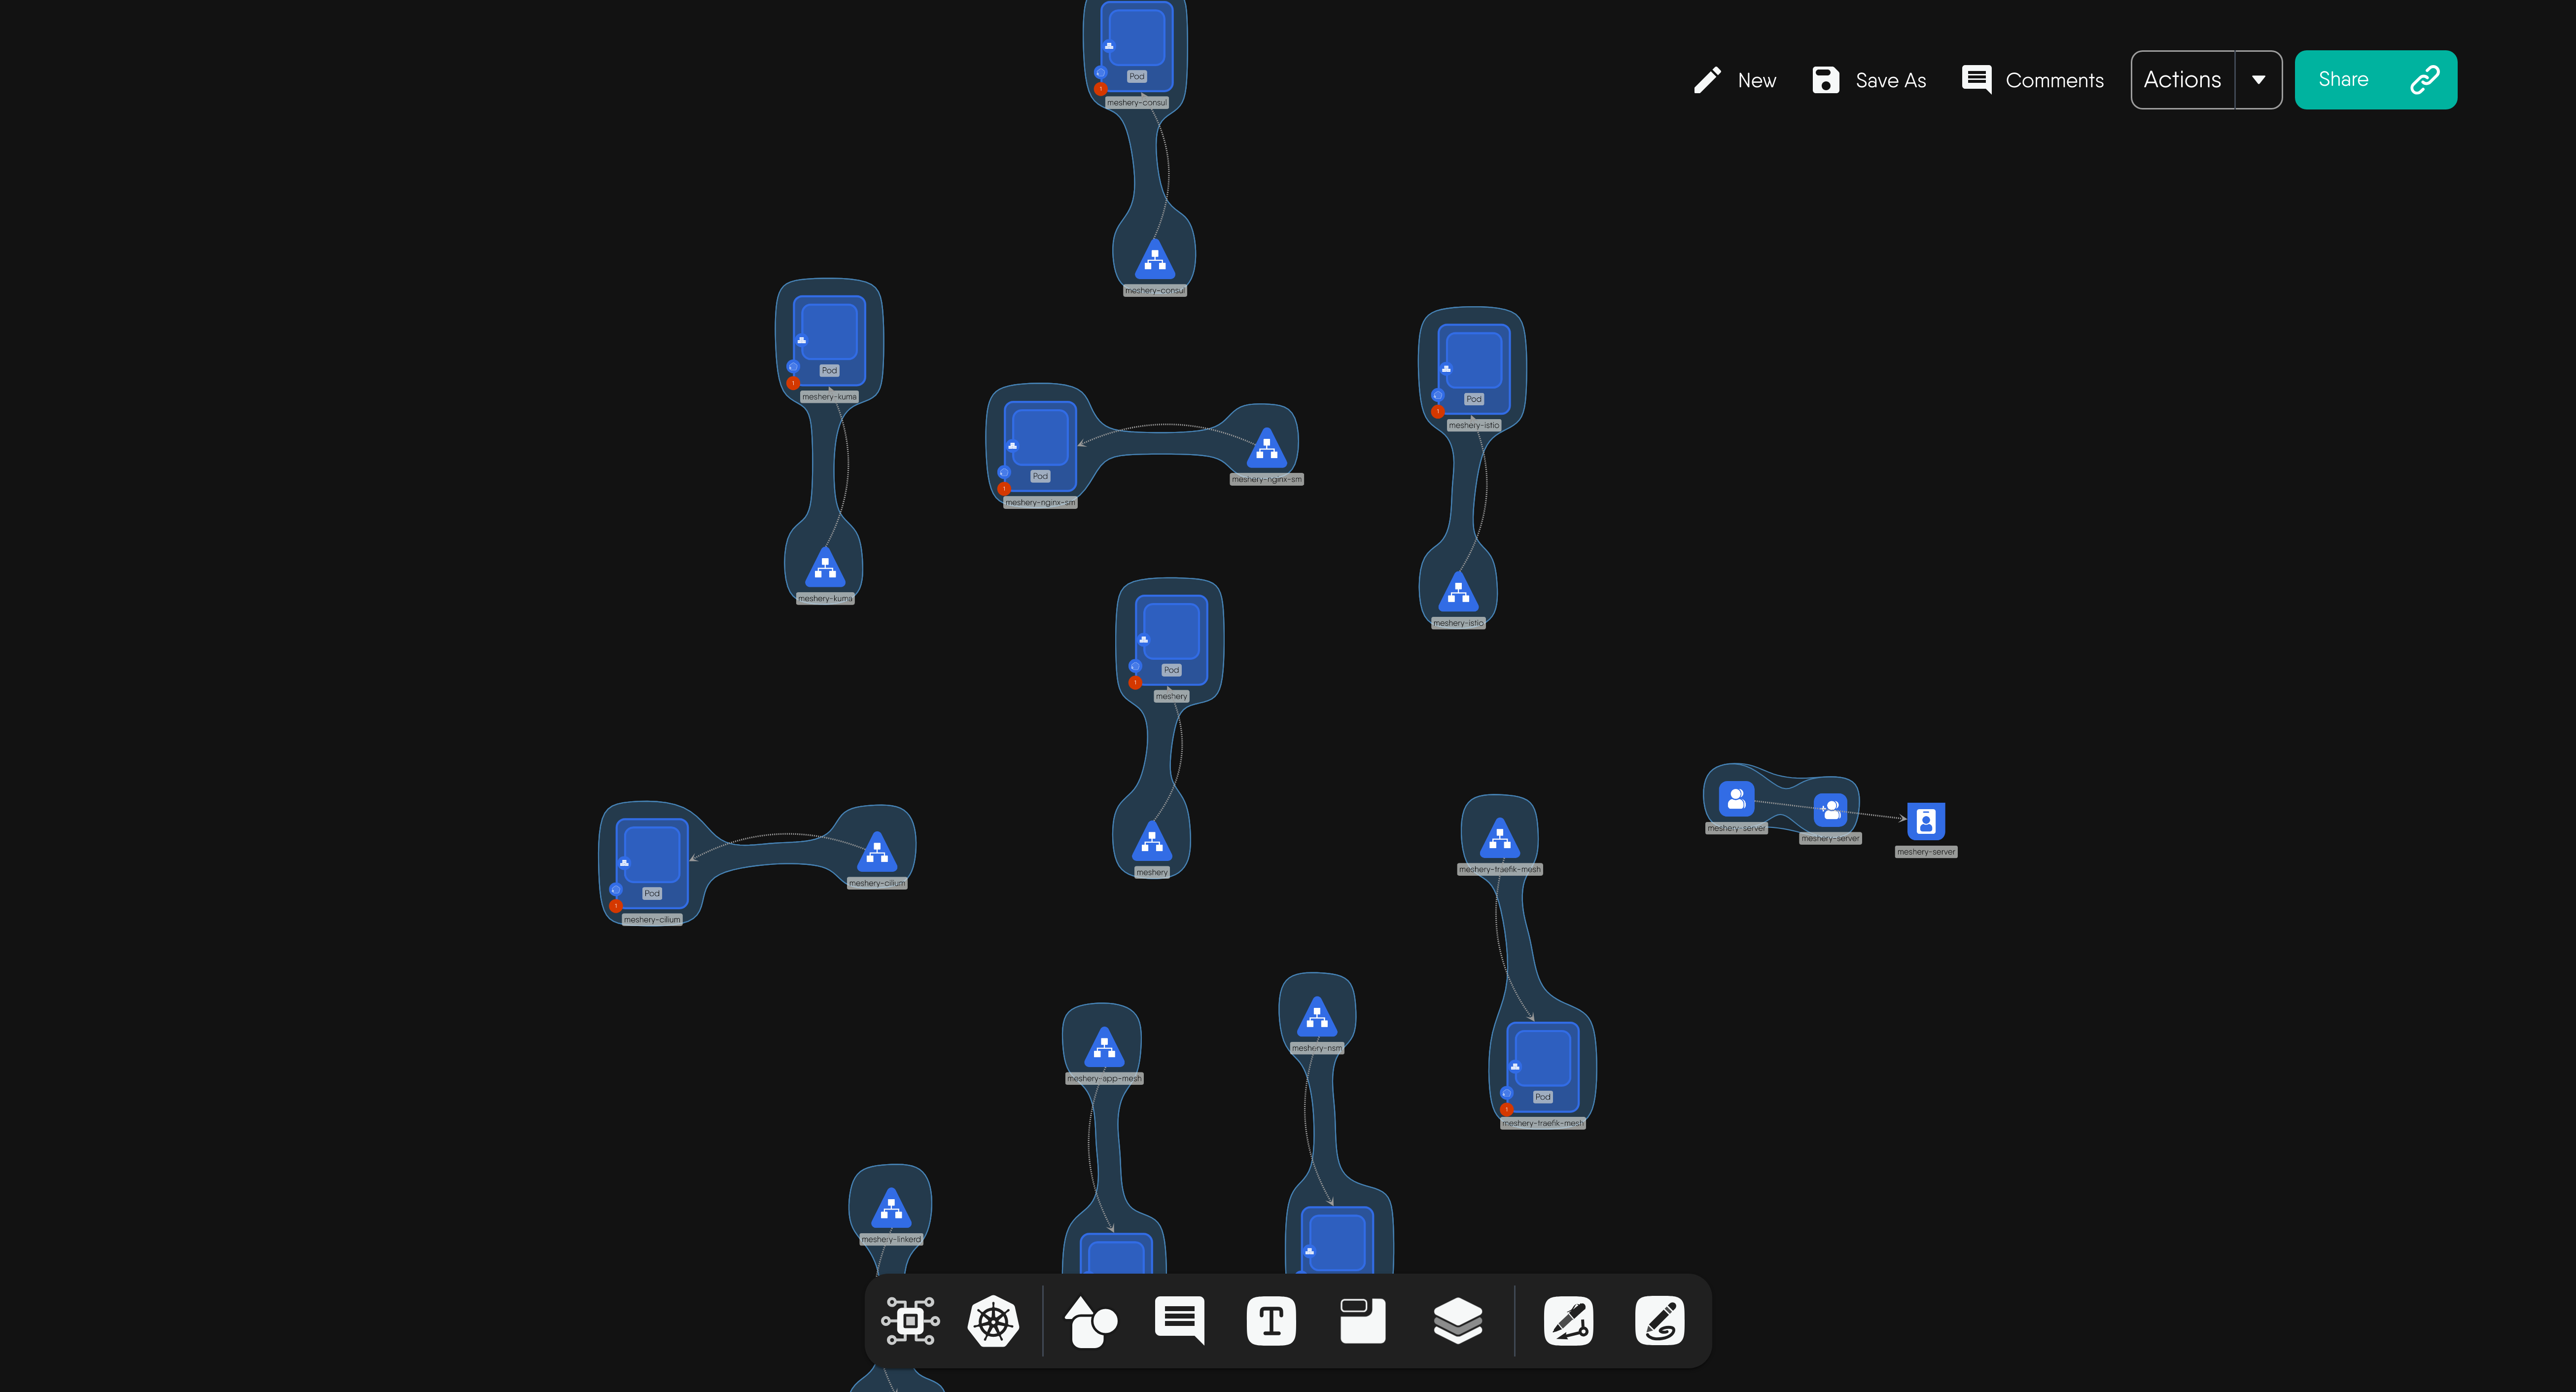 New
Save As
Comments
Actions
Share
Pod
meshery-consul
meshery-consul
Pod
meshery-kuma
meshery-kuma
Pod
meshery-nginx-sm
meshery-nginx-sm
Pod
meshery-istio
meshery-istio
Pod
meshery
meshery
Pod
meshery-cilium
meshery-cilium
meshery-server
meshery-server
meshery-server
meshery-traefik-mesh
Pod
meshery-traefik-mesh
meshery-nsm
meshery-app-mesh
meshery-linkerd
T